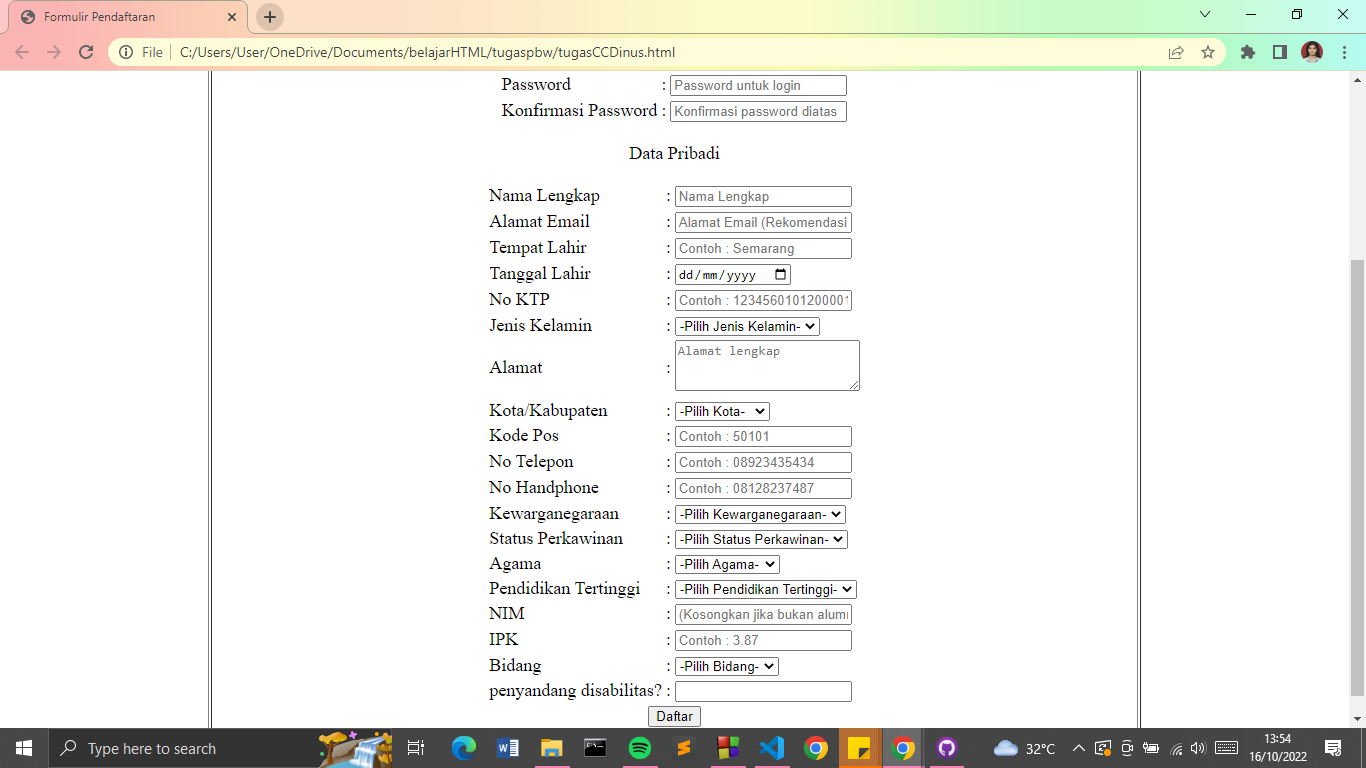 Formulir Pendaftaran
File C:/Users/User/OneDrive/Documents/belajarHTML/tugaspbw/tugasCCDinus.html
Password : Password untuk login
Konfirmasi Password : Konfirmasi password diatas
Data Pribadi
Nama Lengkap : Nama Lengkap
Alamat Email : Alamat Email (Rekomendasi
Tempat Lahir : Contoh : Semarang
Tanggal Lahir : dd/mm/yyyy
No KTP : Contoh : 1234560101200001
Jenis Kelamin : -Pilih Jenis Kelamin-
Alamat : Alamat lengkap
Kota/Kabupaten : -Pilih Kota-
Kode Pos : Contoh : 50101
No Telepon : Contoh : 08923435434
No Handphone : Contoh : 08128237487
Kewarganegaraan : -Pilih Kewarganegaraan-
Status Perkawinan : -Pilih Status Perkawinan-
Agama : -Pilih Agama-
Pendidikan Tertinggi : -Pilih Pendidikan Tertinggi-
NIM : (Kosongkan jika bukan alumn
IPK : Contoh : 3.87
Bidang : -Pilih Bidang-
penyandang disabilitas? :
Daftar
Type here to search
32°C
13:54
16/10/2022